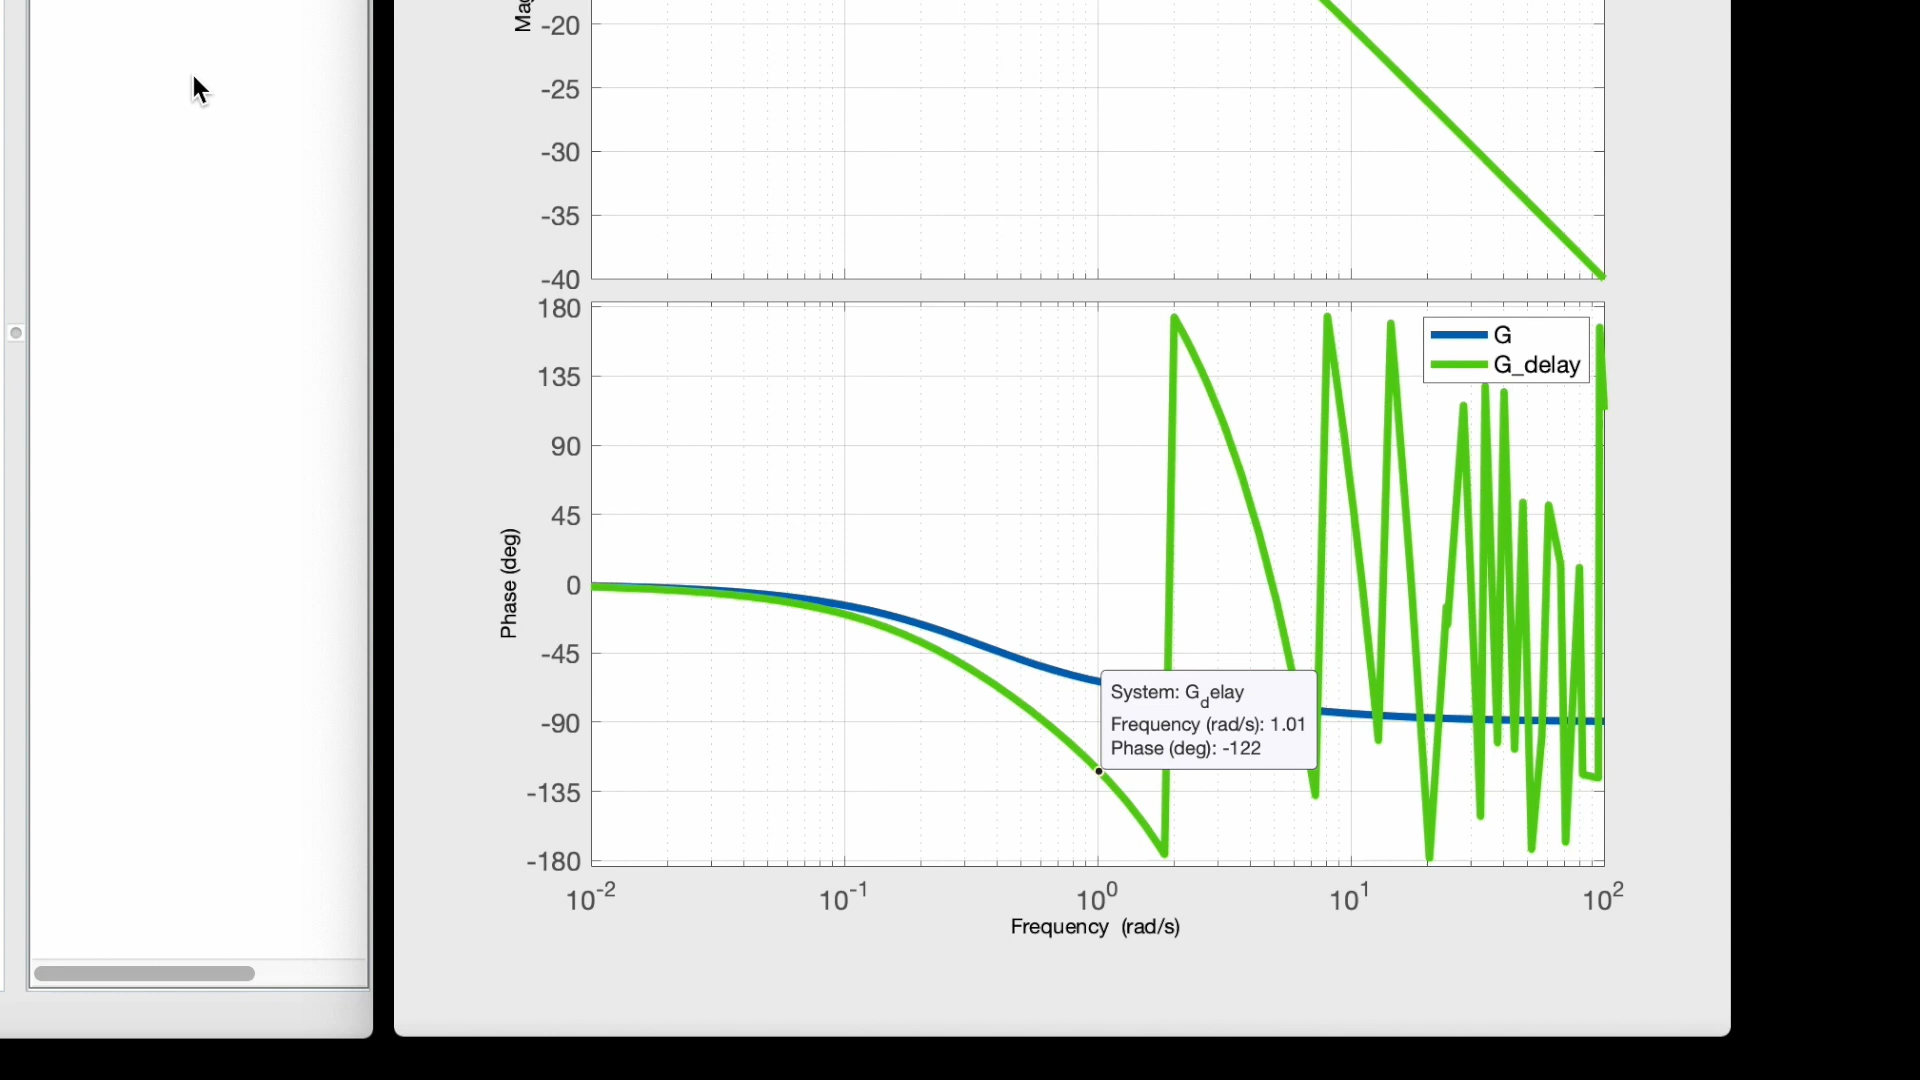 Mag
-20
-25
-30
-35
-40
180
135
90
45
0
-45
-90
-135
-180
Phase (deg)
G
G_delay
System: G_delay
Frequency (rad/s): 1.01
Phase (deg): -122
10^-2
10^-1
10^0
10^1
10^2
Frequency (rad/s)